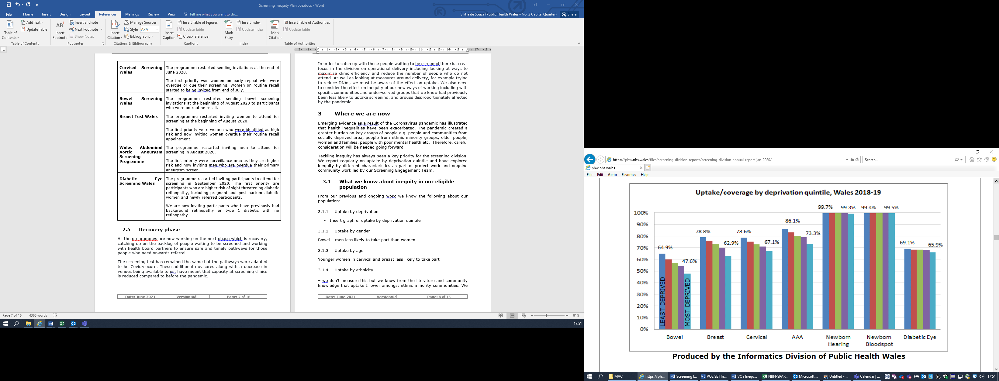 Screening Inequity Plan v0e.docx - Word
File Home Insert Design Layout References Mailings Review View Tell me what you want to do...
Sikha de Souza (Public Health Wales - No. 2 Capital Quarter) Share
Table of Contents
Add Text
Update Table
Table of Contents
AB1
Insert Footnote
Insert Endnote
Next Footnote
Show Notes
Footnotes
Insert Citation
Manage Sources
Style: APA
Bibliography
Citations & Bibliography
Insert Caption
Insert Table of Figures
Update Table
Cross-reference
Captions
Mark Entry
Insert Index
Update Index
Index
Mark Citation
Insert Table of Authorities
Update Table
Table of Authorities
Cervical Screening
Wales
The programme restarted sending invitations at the end of
June 2020.
The first priority was women on early repeat who were
overdue or due their screening. Women on routine recall
started to being invited from end of July.
Bowel Screening
Wales
The programme restarted sending bowel screening
invitations at the beginning of August 2020 to participants
who were on routine recall.
Breast Test Wales
The programme restarted inviting women to attend for
screening at the beginning of August 2020.
The first priority were women who were identified as high
risk and now inviting women overdue their routine recall
appointment.
Wales Abdominal
Aortic Aneurysm
Screening
Programme
The programme restarted inviting men to attend for
screening in August 2020.
The first priority were surveillance men as they are higher
risk and now inviting men who are overdue their primary
aneurysm screen.
Diabetic Eye
Screening Wales
The programme restarted inviting participants to attend for
screening in September 2020. The first priority are
participants who are higher risk of sight threatening diabetic
retinopathy, including pregnant and post-partum diabetic
women and newly referred participants.
We are now inviting participants who have previously had
background retinopathy or type 1 diabetic with no
retinopathy
2.5 Recovery phase
All the programmes are now working on the next phase which is recovery,
catching up on the backlog of people waiting to be screened and working
with health board partners to ensure safe and timely pathways for those
people who need onwards referral.
The screening test has remained the same but the pathways were adapted
to be Covid-secure. These additional measures along with a decrease in
venues being available to us, have meant that capacity at screening clinics
is reduced compared to before the pandemic.
Date: June 2021 Version:0d Page: 7 of 16
In order to catch up with those people waiting to be screened there is a real
focus in the division on operational delivery including looking at ways to
maximise clinic efficiency and reduce the number of people who do not
attend. As well as looking at measures around delivery, for example trying
to reduce DNAs, we must be aware of the effect on uptake. We also need
to consider the effect on inequity of our new ways of working including with
specific communities and under-served groups that we know had previously
been less likely to uptake screening, and groups disproportionately affected
by the pandemic.
3 Where we are now
Emerging evidence as a result of the Coronavirus pandemic has illustrated
that health inequalities have been exacerbated. The pandemic created a
greater burden on key groups of people e.g. people and communities from
socially deprived area, people from ethnic minority groups, older people,
women and families, people with poor mental health etc. Therefore, careful
consideration will be needed going forward.
Tackling inequity has always been a key priority for the screening division.
We report regularly on uptake by deprivation quintile and have explored
inequity by different characteristics as part of project work and ongoing
community work led by our Screening Engagement Team.
3.1 What we know about inequity in our eligible
population
From our previous and ongoing work we know the following about our
population:
3.1.1 Uptake by deprivation
- Insert graph of uptake by deprivation quintile
3.1.2 Uptake by gender
Bowel – men less likely to take part than women
3.1.3 Uptake by age
Younger women in cervical and breast less likely to take part
3.1.4 Uptake by ethnicity
– we don't measure this but we know from the literature and community
knowledge that uptake I lower amongst ethnic minority communities. We
Date: June 2021 Version:0d Page: 8 of 16
Page 7 of 16 4368 words
81%
17:51
https://phw.nhs.wales/files/screening-division-reports/screening-division-annual-report-jan-2020/
Search...
phw.nhs.wales
File Edit Go to Favorites Help
Uptake/coverage by deprivation quintile, Wales 2018-19
100%
90%
80%
70%
60%
50%
40%
30%
20%
10%
0%
64.9%
47.6%
78.8%
62.9%
78.6%
67.1%
86.1%
73.3%
99.7%
99.3%
99.4%
99.5%
69.1%
65.9%
LEAST DEPRIVED
MOST DEPRIVED
Bowel
Breast
Cervical
AAA
Newborn
Hearing
Newborn
Bloodspot
Diabetic Eye
Produced by the Informatics Division of Public Health Wales
MAC https://ph... Screening I... VOc SET In... VOa Inequ... NBH-SPAR... Microsoft ... Untitled - ... Calendar | ... 17:51